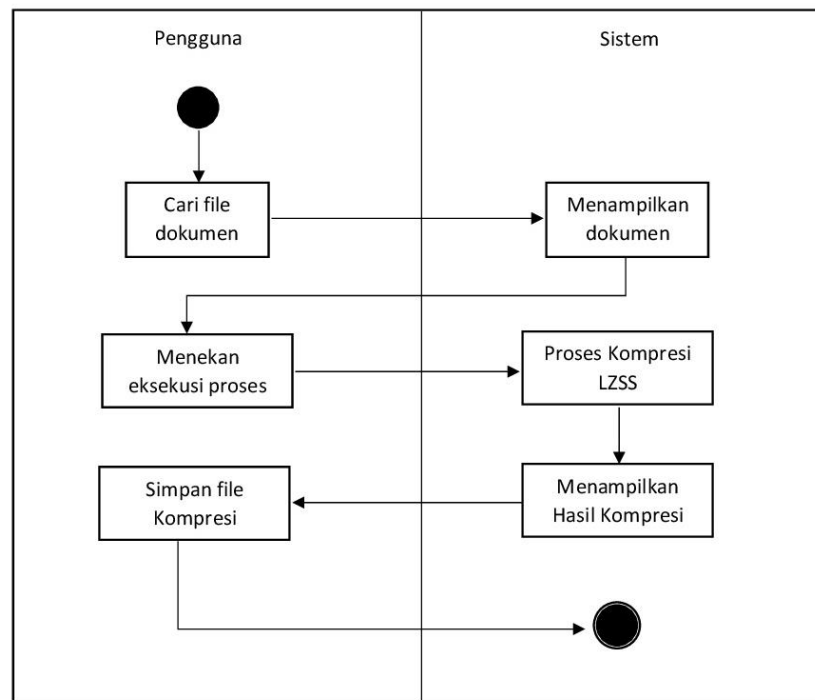 Pengguna
Sistem
Cari file
dokumen
Menampilkan
dokumen
Menekan
eksekusi proses
Proses Kompresi
LZSS
Menampilkan
Hasil Kompresi
Simpan file
Kompresi